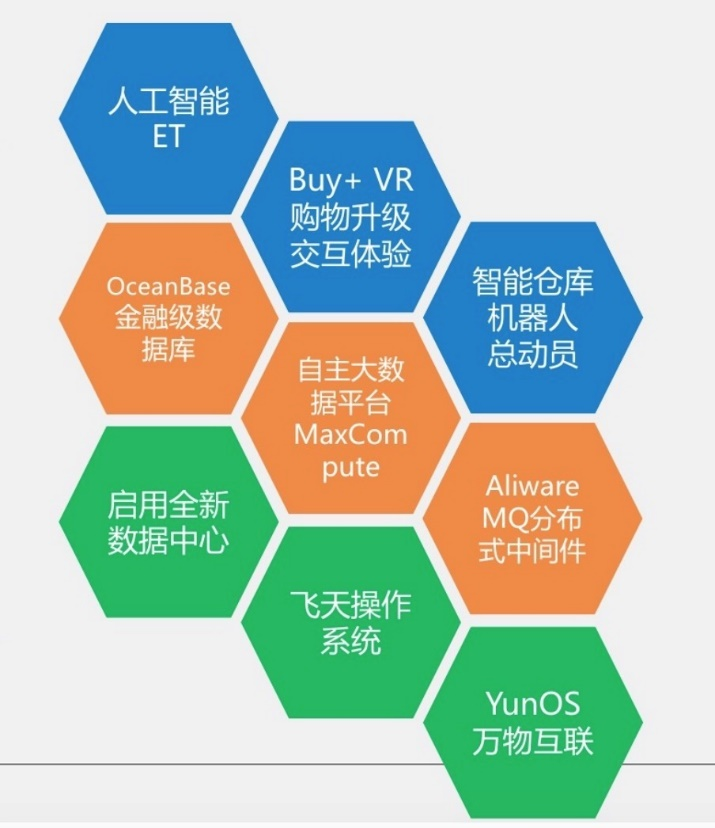 人工智能
ET
Buy+ VR
购物升级
交互体验
智能仓库
机器人
总动员
OceanBase
金融级数
据库
自主大数
据平台
MaxCom
pute
Aliware
MQ分布
式中间件
启用全新
数据中心
飞天操作
系统
YunOS
万物互联